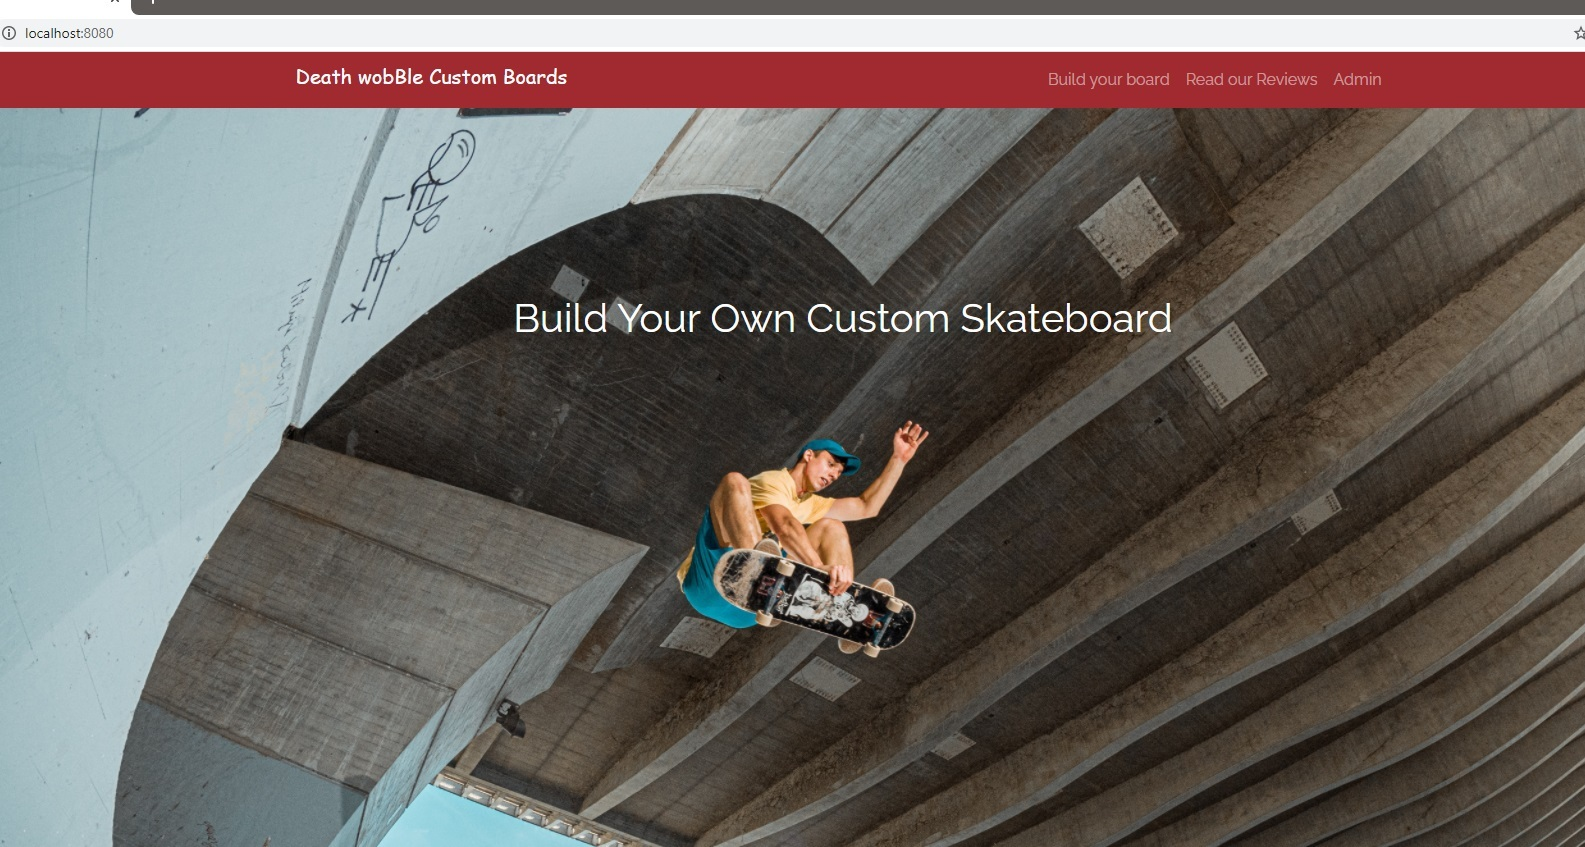 localhost:8080
Death wobBle Custom Boards
Build your board Read our Reviews Admin
Build Your Own Custom Skateboard